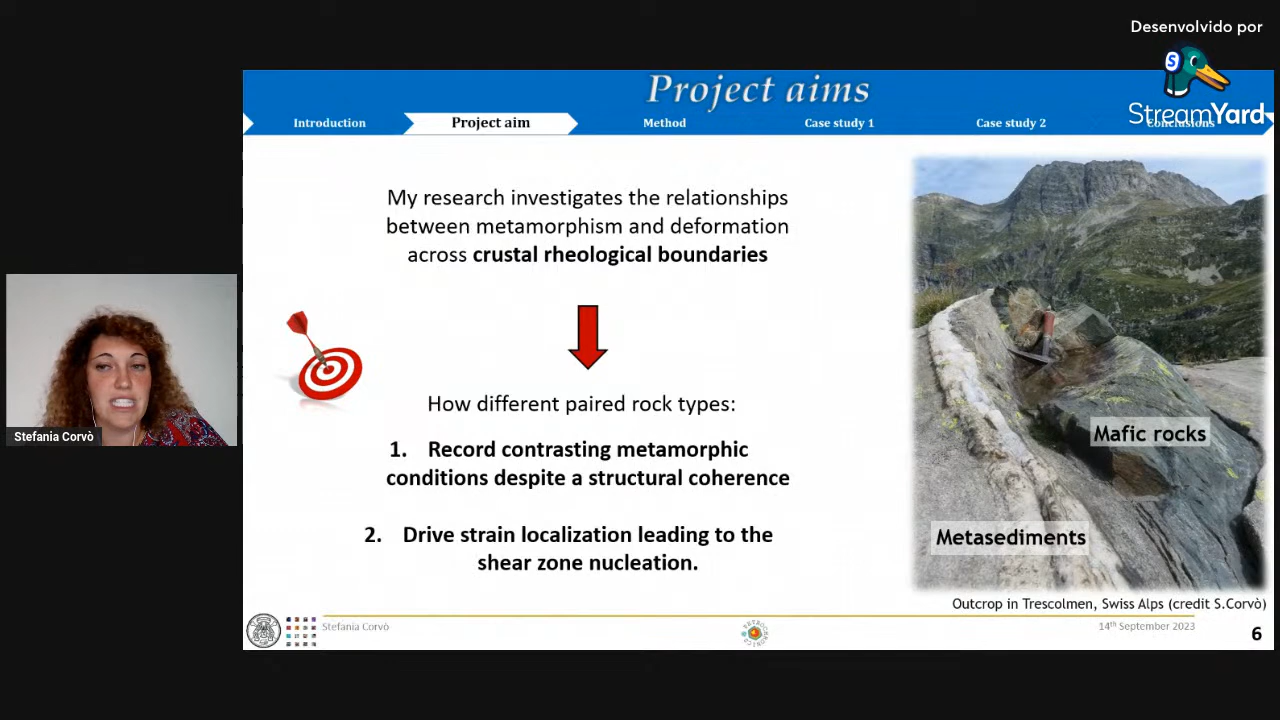 Desenvolvido por
StreamYard
Project aims
Introduction
Project aim
Method
Case study 1
Case study 2
Conclusions
My research investigates the relationships
between metamorphism and deformation
across crustal rheological boundaries
How different paired rock types:
1. Record contrasting metamorphic
conditions despite a structural coherence
2. Drive strain localization leading to the
shear zone nucleation.
Mafic rocks
Metasediments
Outcrop in Trescolmen, Swiss Alps (credit S.Corvò)
Stefania Corvò
Stefania Corvò
14th September 2023
6